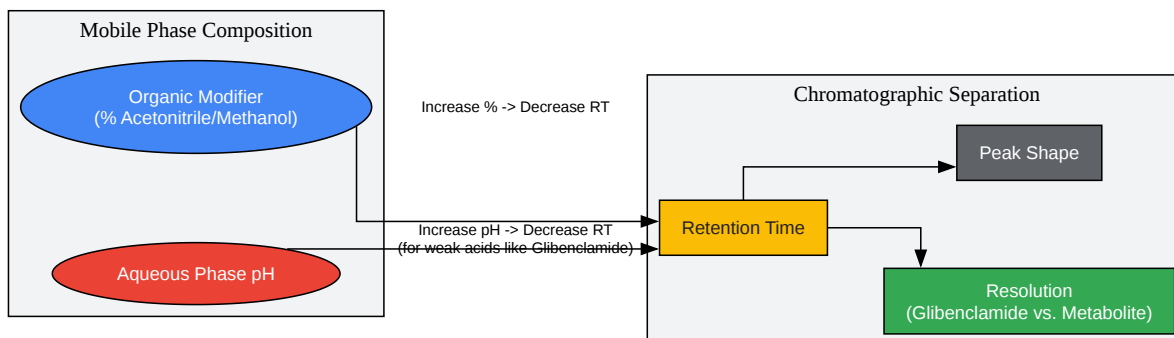 Mobile Phase Composition
Organic Modifier
(% Acetonitrile/Methanol)
Aqueous Phase pH
Increase % -> Decrease RT
Increase pH -> Decrease RT
(for weak acids like Glibenclamide)
Chromatographic Separation
Peak Shape
Retention Time
Resolution
(Glibenclamide vs. Metabolite)